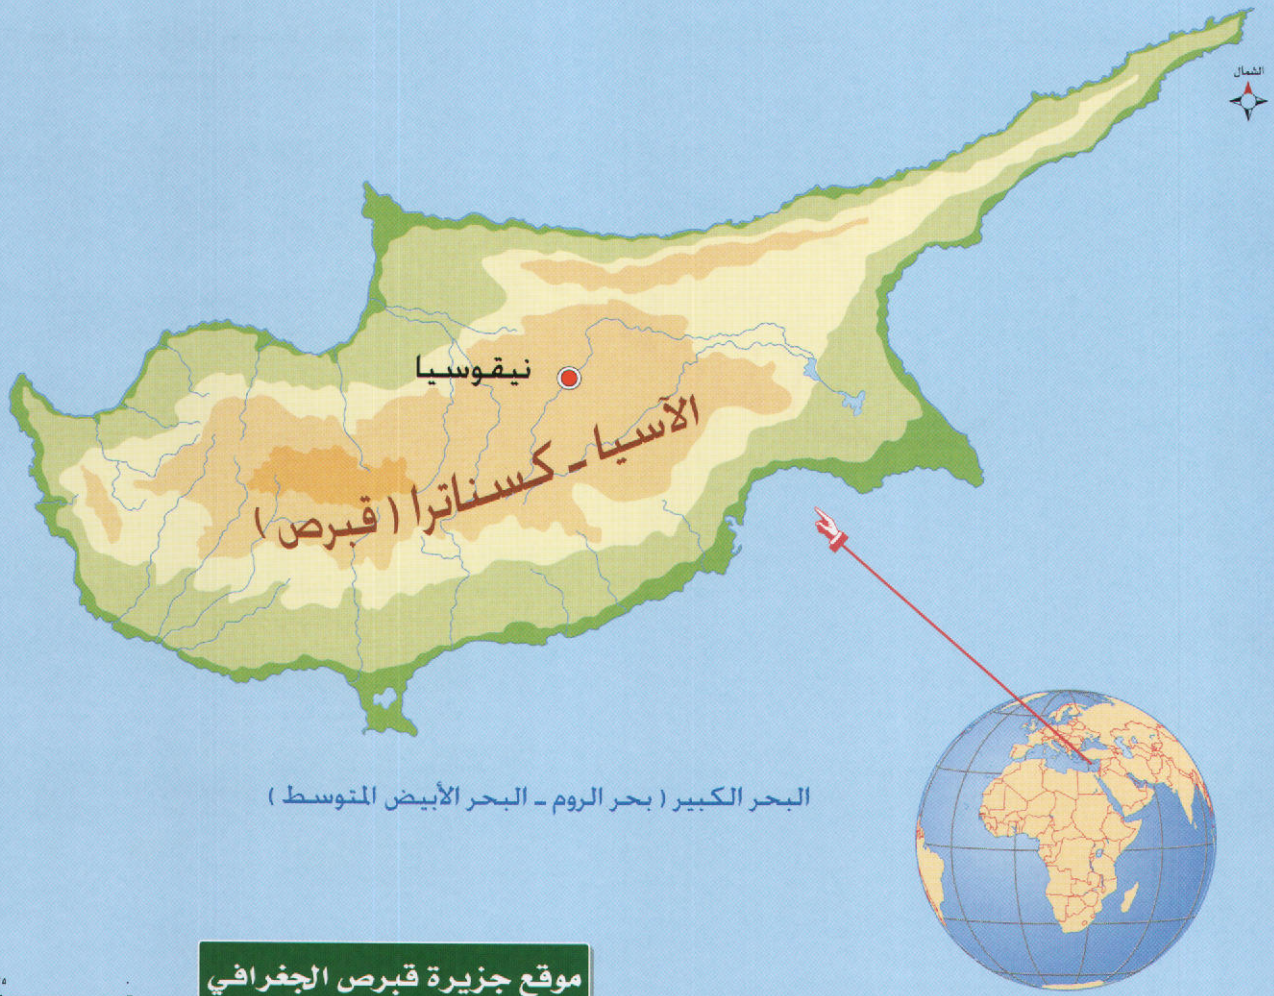 الشمال
نيقوسيا
الآسيا - كسناترا ( قبرص )
البحر الكبير ( بحر الروم - البحر الأبيض المتوسط )
موقع جزيرة قبرص الجغرافي